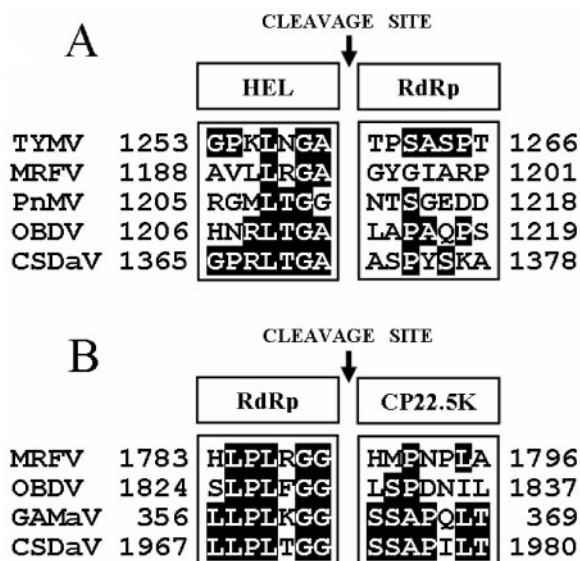 A
CLEAVAGE SITE
HEL RdRp
TYMV 1253 GPKLNGA TPSASPT 1266
MRFV 1188 AVLLRGA GYGIARP 1201
PnMV 1205 RGMLTGG NTSGEDD 1218
OBDV 1206 HNRLTGA LAPAQPS 1219
CSDaV 1365 GPRLTGA ASPYSKA 1378
B
CLEAVAGE SITE
RdRp CP22.5K
MRFV 1783 HLPLRGG HMPNPLA 1796
OBDV 1824 SLPLFGG LSPDNIL 1837
GAMaV 356 LLPLKGG SSAPQLT 369
CSDaV 1967 LLPLTGG SSAPILT 1980